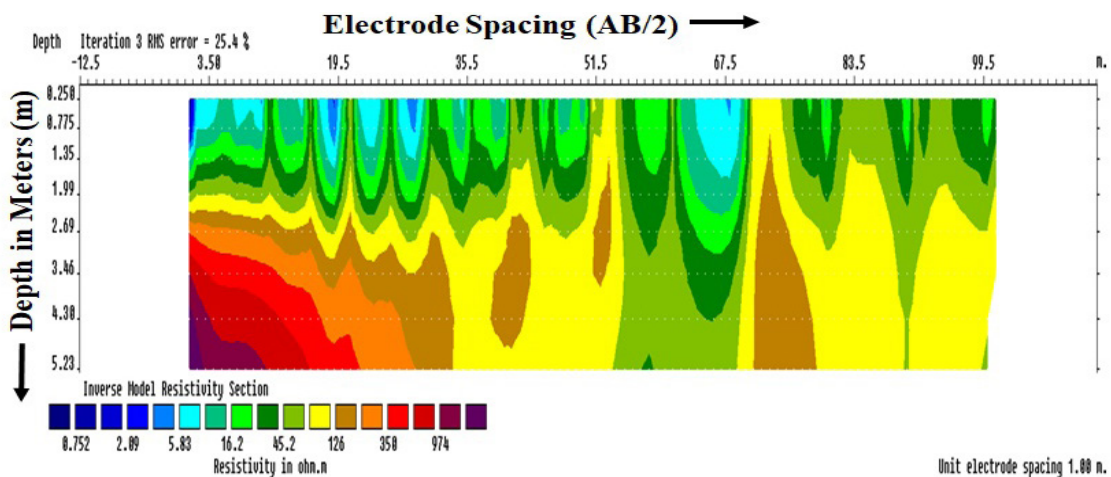 Electrode Spacing (AB/2)
Depth Iteration 3 RMS error = 25.4 %
-12.5 3.50 19.5 35.5 51.5 67.5 83.5 99.5 m.
Depth in Meters (m)
0.250
0.775
1.35
1.99
2.69
3.46
4.30
5.23
Inverse Model Resistivity Section
0.752 2.09 5.83 16.2 45.2 126 350 974
Resistivity in ohm.m
Unit electrode spacing 1.00 m.